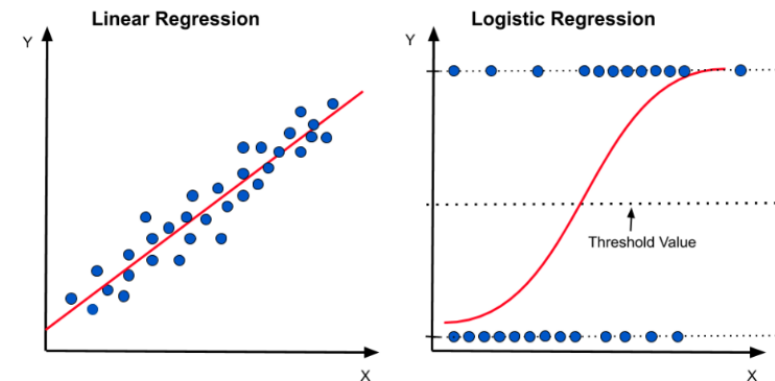 Linear Regression
Y
X
Logistic Regression
Y
Threshold Value
X